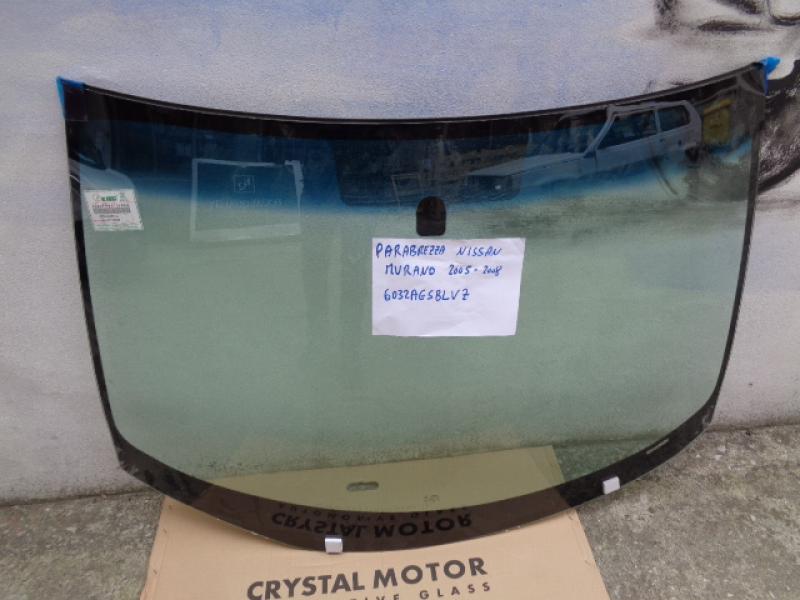 PARABREZZA NISSAN
MURANO 2005-2008
6032AGSBLVZ
CRYSTAL MOTOR
CRYSTAL MOTOR